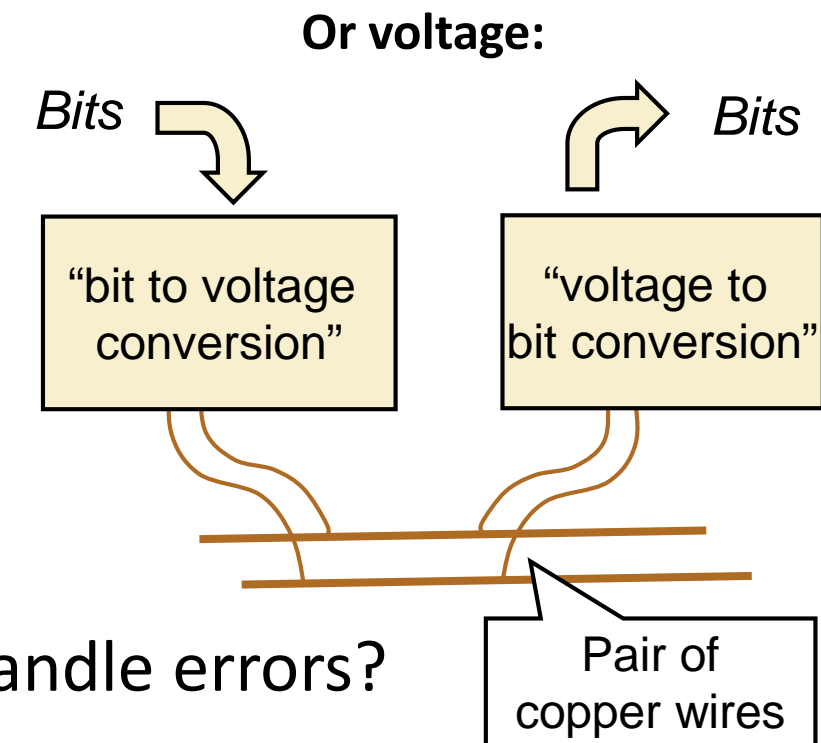 Or voltage:
Bits
Bits
“bit to voltage
conversion”
“voltage to
bit conversion”
andle errors?
Pair of
copper wires